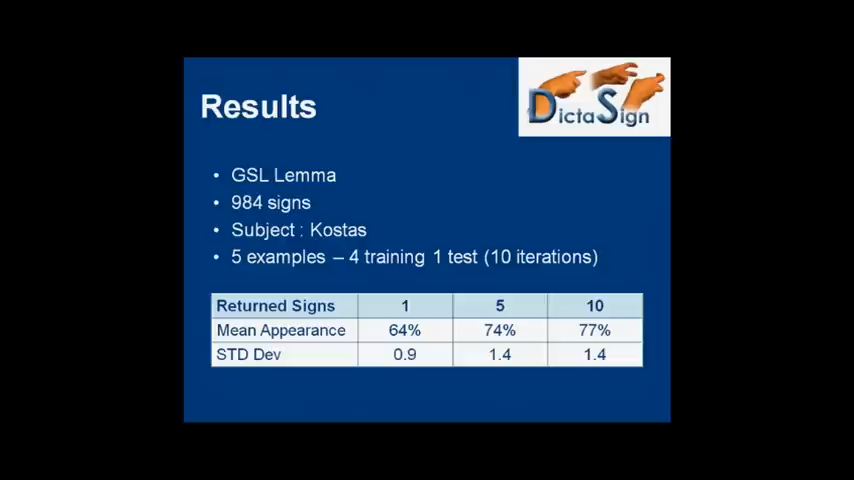 Results
DictaSign
• GSL Lemma
• 984 signs
• Subject : Kostas
• 5 examples – 4 training 1 test (10 iterations)
Returned Signs 1 5 10
Mean Appearance 64% 74% 77%
STD Dev 0.9 1.4 1.4